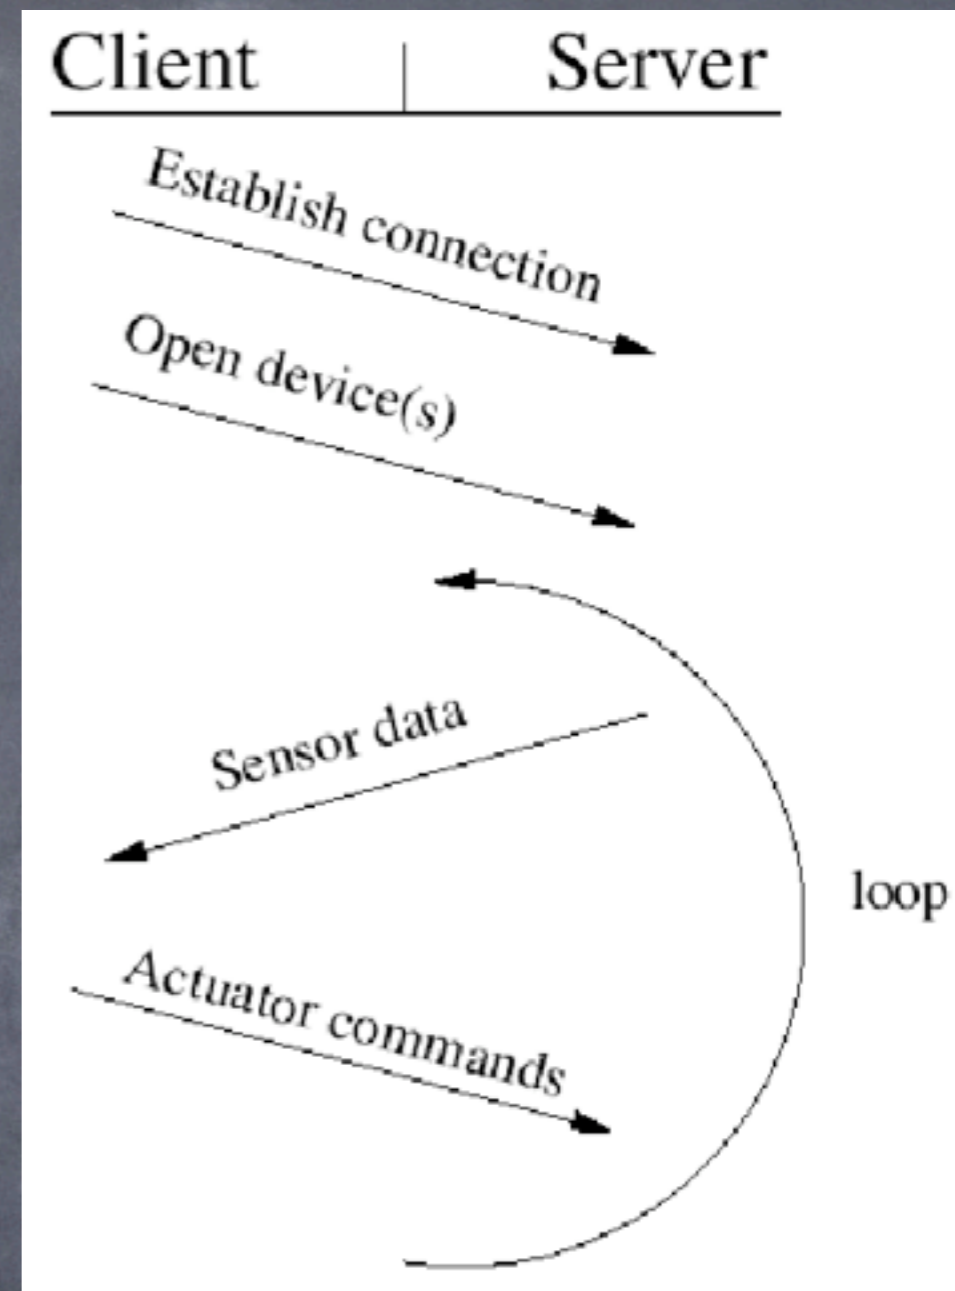 Client Server
Establish connection
Open device(s)
Sensor data
loop
Actuator commands